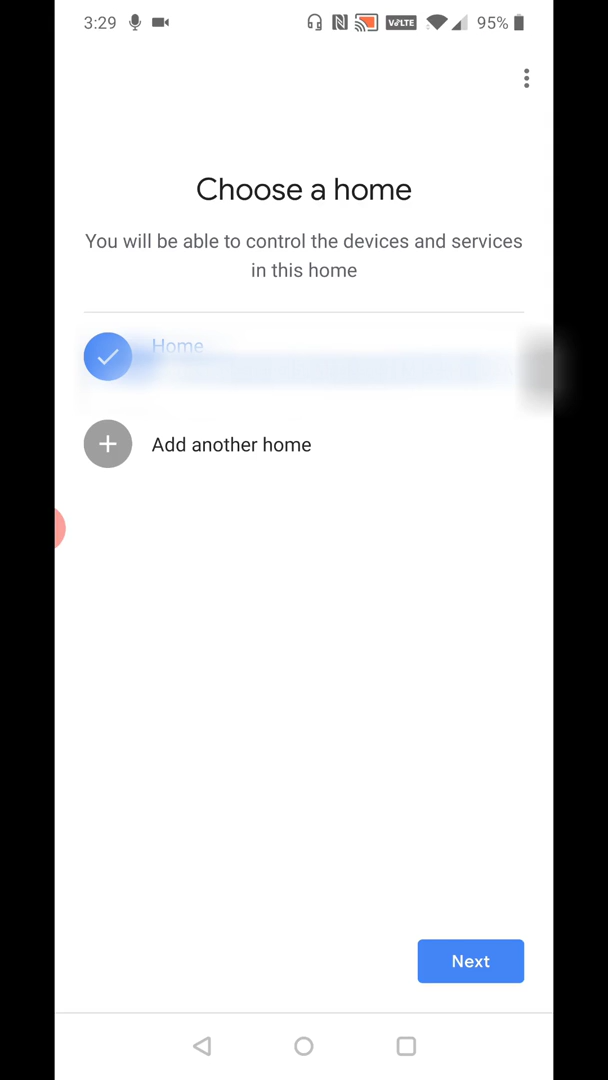 3:29 VoLTE 95%
Choose a home
You will be able to control the devices and services
in this home
Home
Add another home
Next